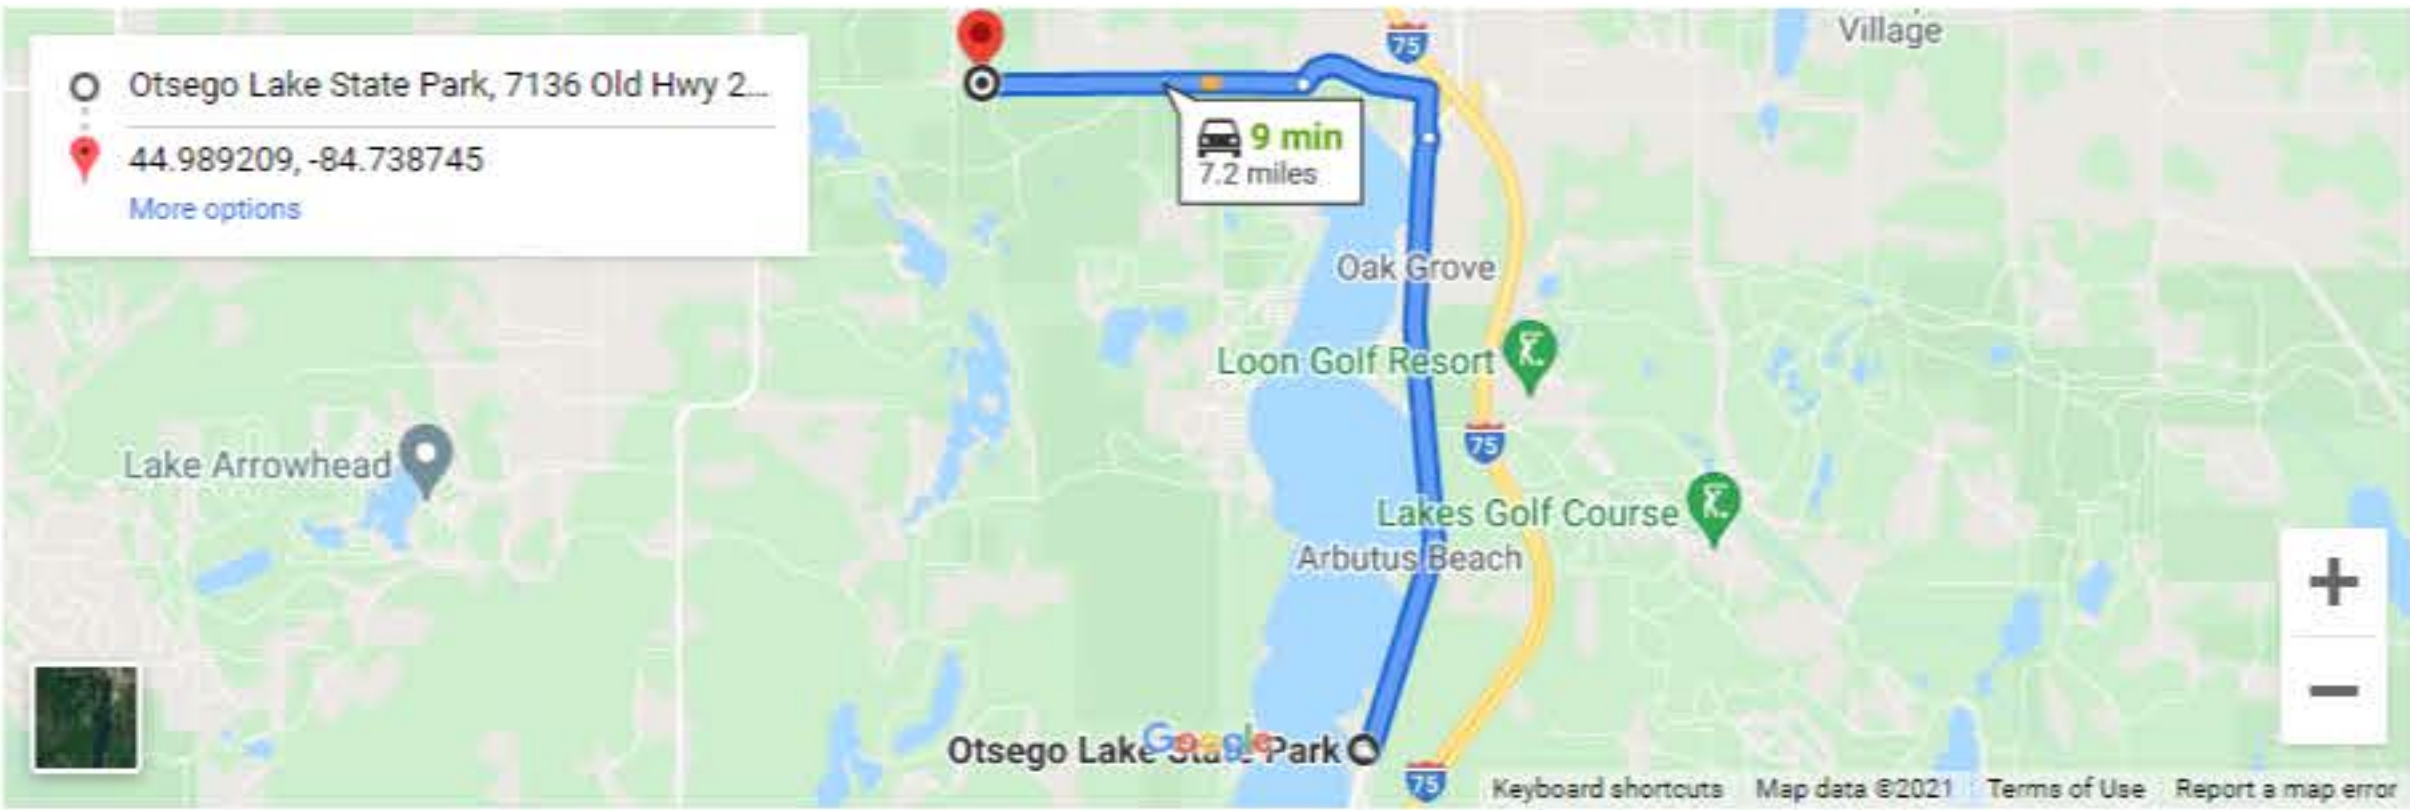 75
Village
Otsego Lake State Park, 7136 Old Hwy 2...
9 min
7.2 miles
44.989209, -84.738745
More options
Oak Grove
Loon Golf Resort
75
Lake Arrowhead
Lakes Golf Course
Arbutus Beach
Google
Otsego Lake State Park
75
Keyboard shortcuts Map data ©2021 Terms of Use Report a map error